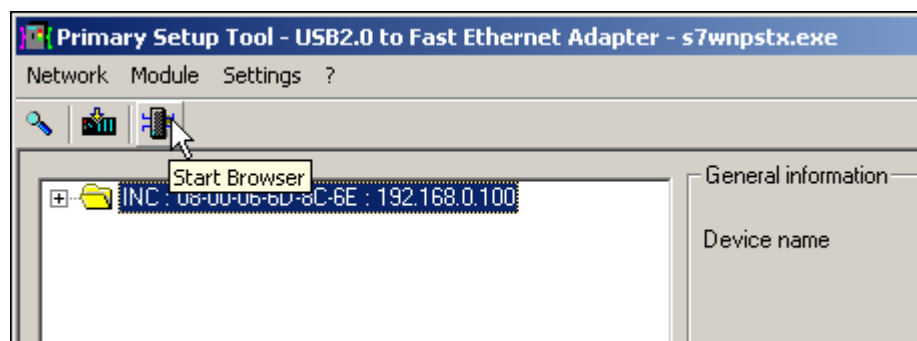 Primary Setup Tool - USB2.0 to Fast Ethernet Adapter - s7wnpstx.exe
Network Module Settings ?
Start Browser
INC : 08-00-06-6D-8C-6E : 192.168.0.100
General information
Device name